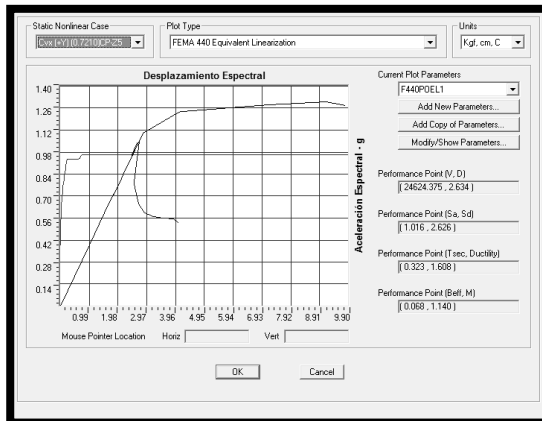 Static Nonlinear Case
Cvx (+Y) (0.7210)CP-Z5
Plot Type
FEMA 440 Equivalent Linearization
Units
Kgf, cm, C
Desplazamiento Espectral
1.40
1.26
1.12
0.98
0.84
0.70
0.56
0.42
0.28
0.14
0.99 1.98 2.97 3.96 4.95 5.94 6.93 7.92 8.91 9.90
Aceleración Espectral - g
Mouse Pointer Location Horiz Vert
Current Plot Parameters
F440POEL1
Add New Parameters...
Add Copy of Parameters...
Modify/Show Parameters...
Performance Point (V, D)
( 24624.375 , 2.634 )
Performance Point (Sa, Sd)
( 1.016 , 2.626 )
Performance Point (Tsec, Ductility)
( 0.323 , 1.608 )
Performance Point (Beff, M)
( 0.068 , 1.140 )
OK Cancel